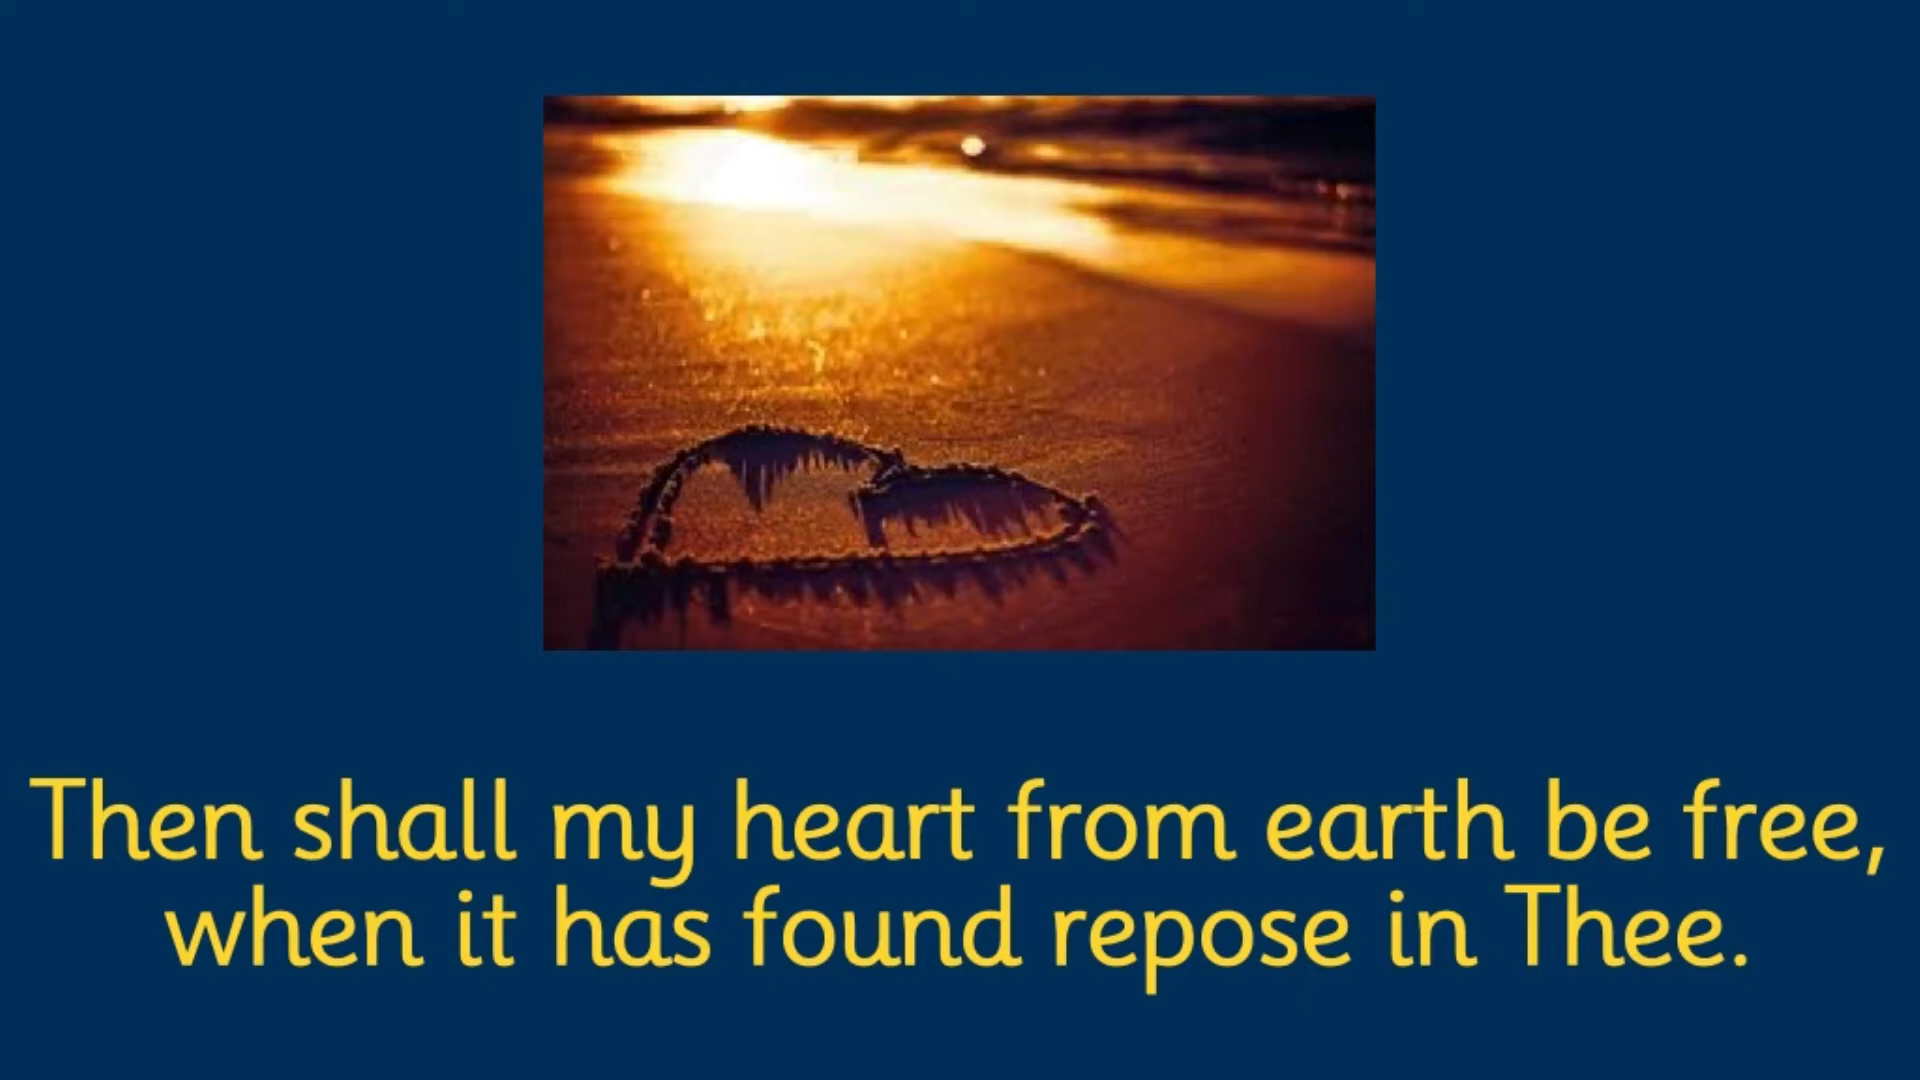 Then shall my heart from earth be free,
when it has found repose in Thee.